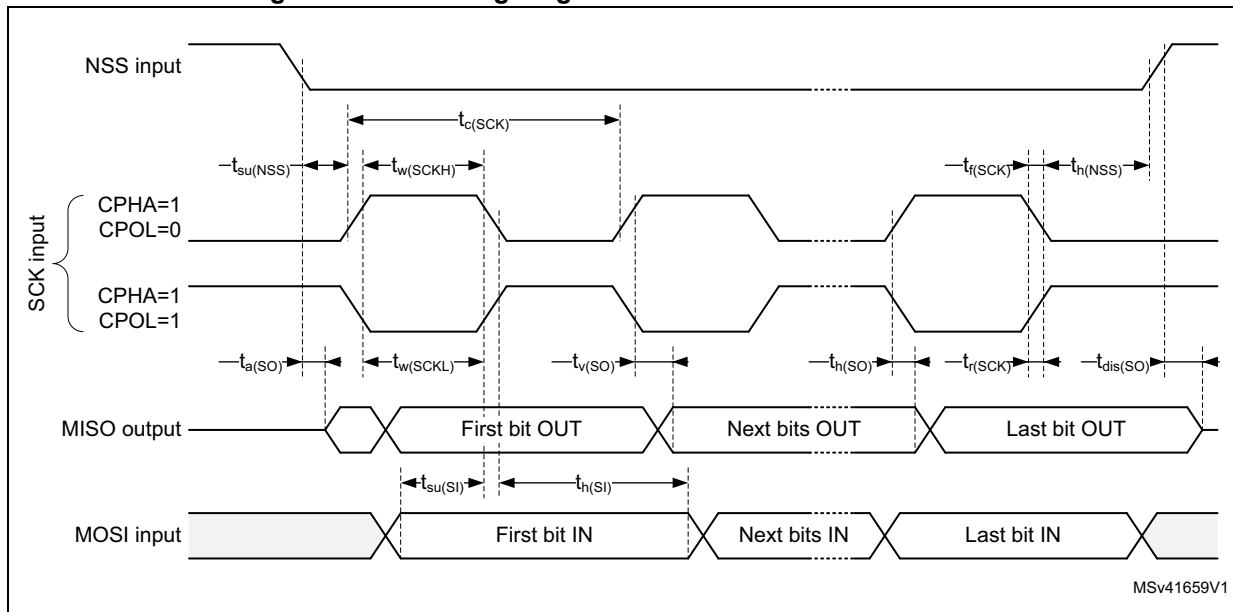 NSS input
tc(SCK)
tsu(NSS)
tw(SCKH)
tf(SCK)
th(NSS)
SCK input
CPHA=1
CPOL=0
CPHA=1
CPOL=1
ta(SO)
tw(SCKL)
tv(SO)
th(SO)
tr(SCK)
tdis(SO)
MISO output
First bit OUT
Next bits OUT
Last bit OUT
tsu(SI)
th(SI)
MOSI input
First bit IN
Next bits IN
Last bit IN
MSv41659V1